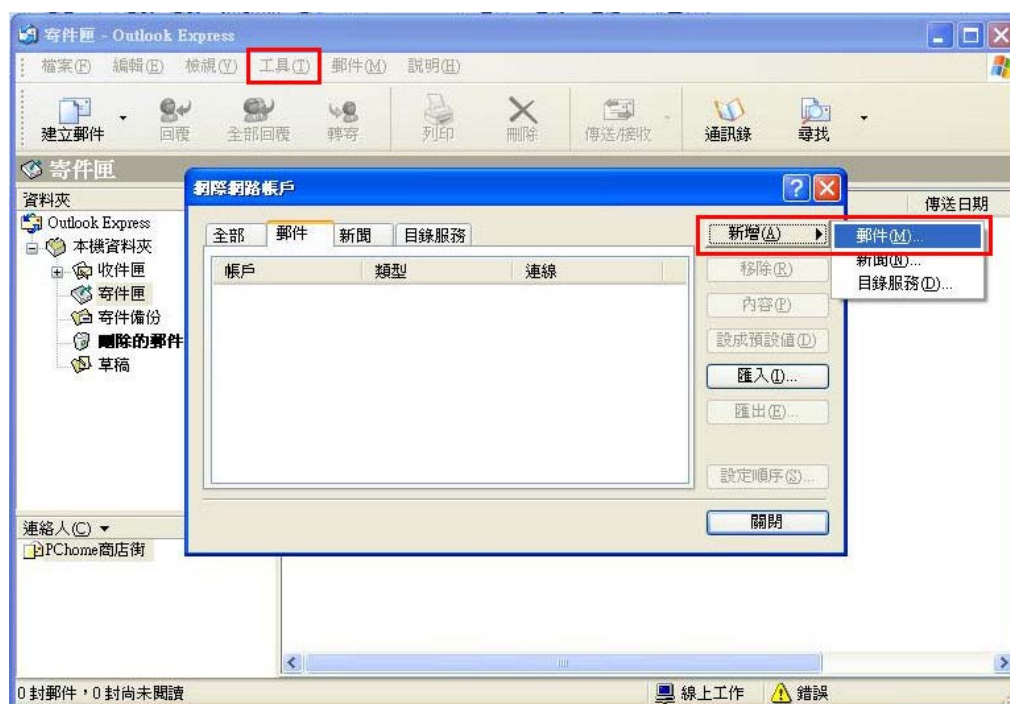 寄件匣 - Outlook Express
檔案(F) 編輯(E) 檢視(V) 工具(T) 郵件(M) 說明(H)
建立郵件 回覆 全部回覆 轉寄 列印 刪除 傳送/接收 通訊錄 尋找
寄件匣
資料夾
傳送日期
Outlook Express
本機資料夾
收件匣
寄件匣
寄件備份
刪除的郵件
草稿
網際網路帳戶
全部 郵件 新聞 目錄服務
帳戶 類型 連線
新增(A)
移除(R)
內容(P)
設成預設值(D)
匯入(I)...
匯出(E)...
設定順序(S)...
關閉
郵件(M)...
新聞(N)...
目錄服務(D)...
連絡人(C)
PChome商店街
0 封郵件，0 封尚未閱讀
線上工作 錯誤